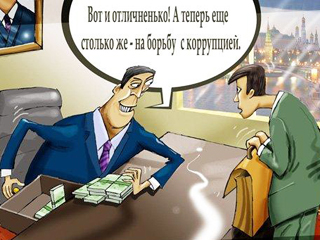 Вот и отличненько! А теперь еще
столько же - на борьбу с коррупцией.